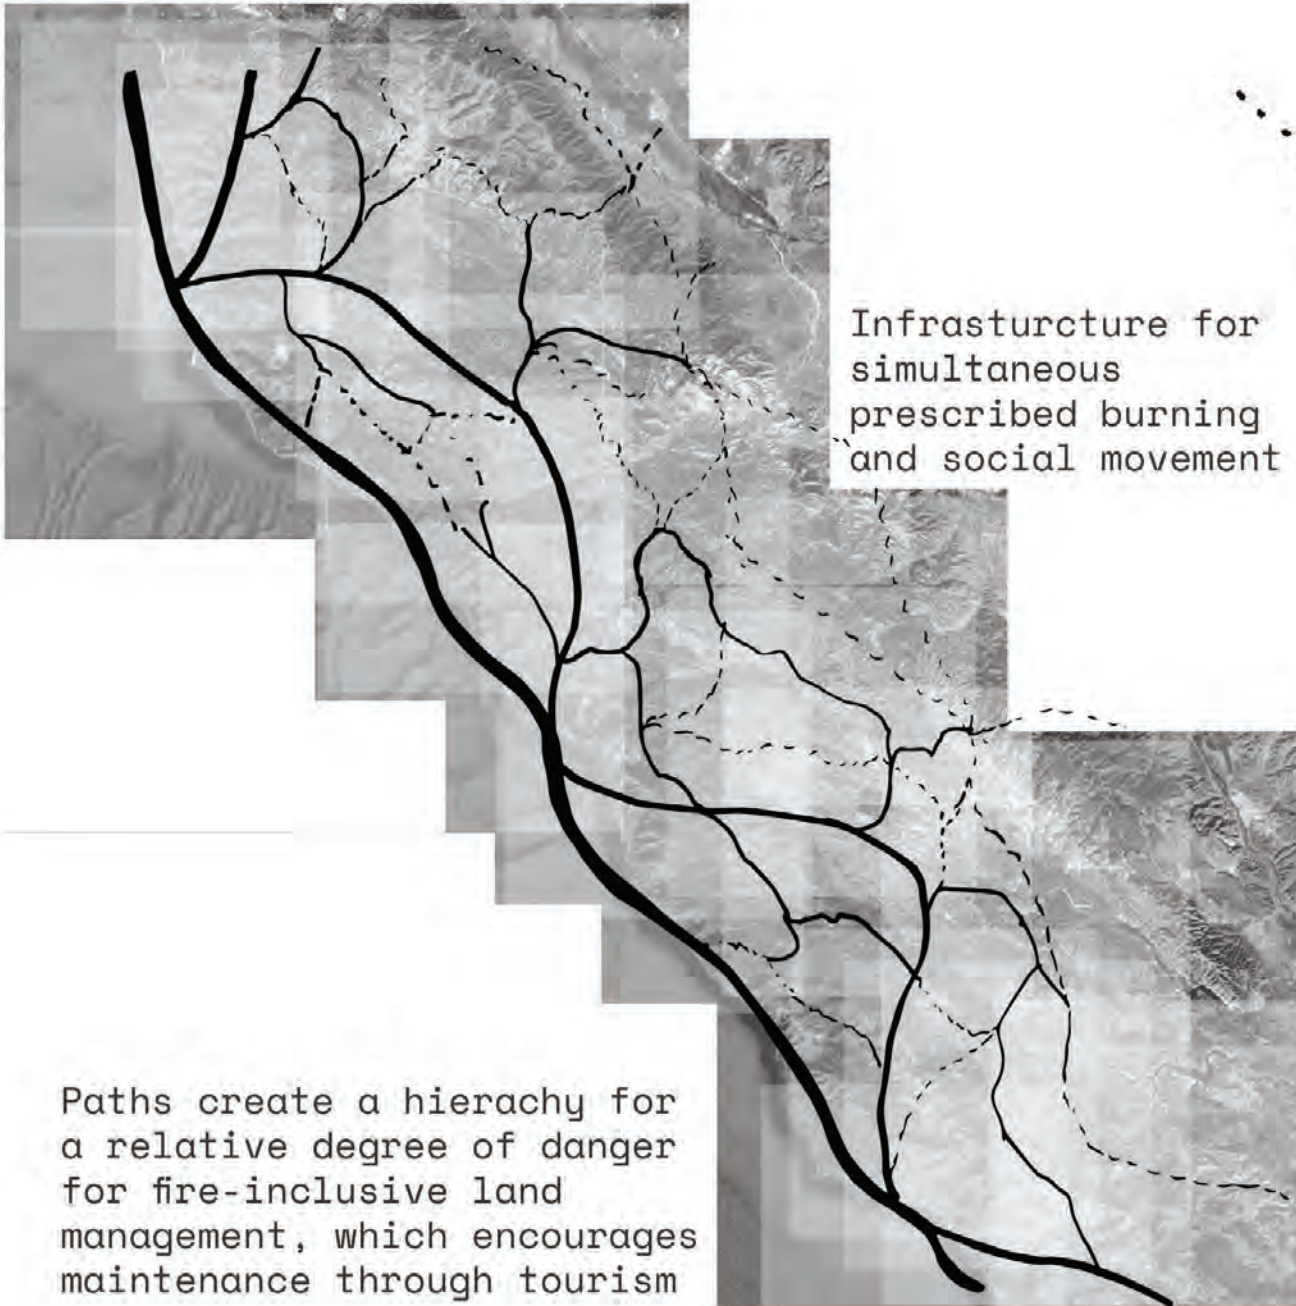 Infrasturcture for
simultaneous
prescribed burning
and social movement
Paths create a hierachy for
a relative degree of danger
for fire-inclusive land
management, which encourages
maintenance through tourism